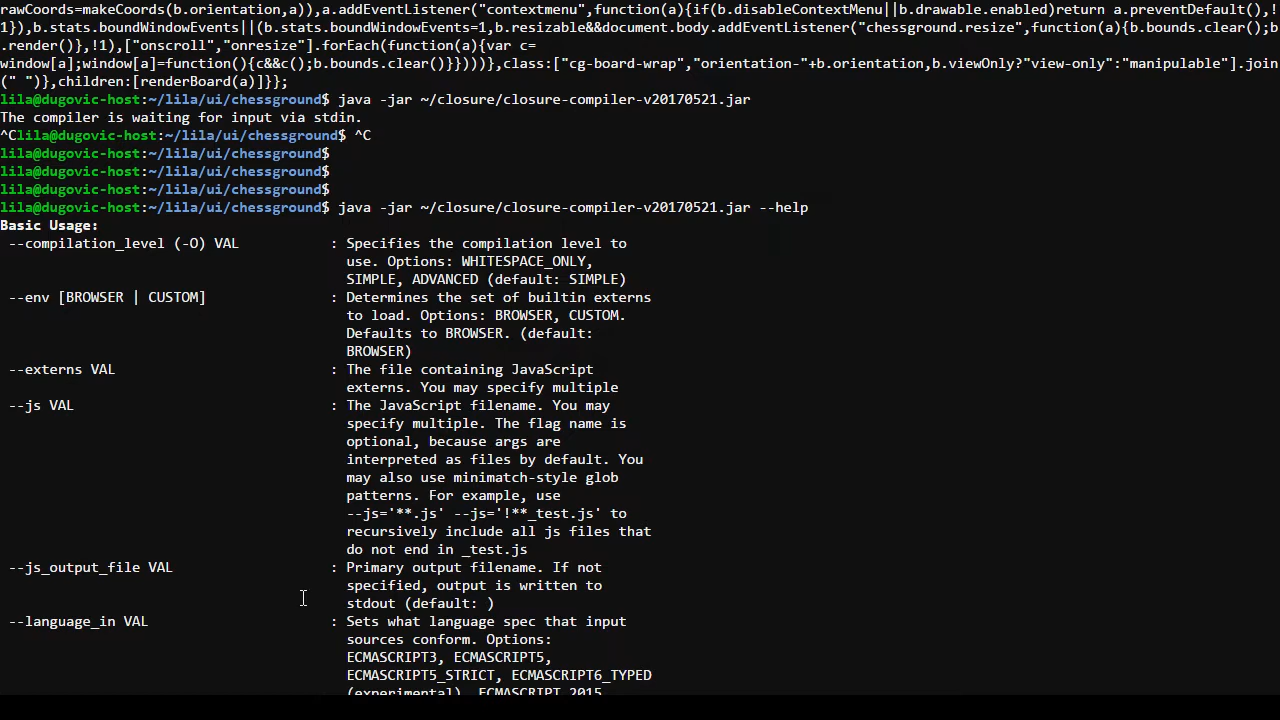 rawCoords=makeCoords(b.orientation,a)),a.addEventListener("contextmenu",function(a){if(b.disableContextMenu||b.drawable.enabled)return a.preventDefault(),!
1}),b.stats.boundWindowEvents||(b.stats.boundWindowEvents=1,b.resizable&&document.body.addEventListener("chessground.resize",function(a){b.bounds.clear();b
.render()},!1),["onscroll","onresize"].forEach(function(a){var c=
window[a];window[a]=function(){c&&c();b.bounds.clear()}}))},class:["cg-board-wrap","orientation-"+b.orientation,b.viewOnly?"view-only":"manipulable"].join
(" ")},children:[renderBoard(a)]}};
lila@dugovic-host:~/lila/ui/chessground$ java -jar ~/closure/closure-compiler-v20170521.jar
The compiler is waiting for input via stdin.
^Clila@dugovic-host:~/lila/ui/chessground$ ^C
lila@dugovic-host:~/lila/ui/chessground$
lila@dugovic-host:~/lila/ui/chessground$
lila@dugovic-host:~/lila/ui/chessground$
lila@dugovic-host:~/lila/ui/chessground$ java -jar ~/closure/closure-compiler-v20170521.jar --help
Basic Usage:
--compilation_level (-O) VAL : Specifies the compilation level to
use. Options: WHITESPACE_ONLY,
SIMPLE, ADVANCED (default: SIMPLE)
--env [BROWSER | CUSTOM] : Determines the set of builtin externs
to load. Options: BROWSER, CUSTOM.
Defaults to BROWSER. (default:
BROWSER)
--externs VAL : The file containing JavaScript
externs. You may specify multiple
--js VAL : The JavaScript filename. You may
specify multiple. The flag name is
optional, because args are
interpreted as files by default. You
may also use minimatch-style glob
patterns. For example, use
--js='**.js' --js='!**_test.js' to
recursively include all js files that
do not end in _test.js
--js_output_file VAL : Primary output filename. If not
specified, output is written to
stdout (default: )
--language_in VAL : Sets what language spec that input
sources conform. Options:
ECMASCRIPT3, ECMASCRIPT5,
ECMASCRIPT5_STRICT, ECMASCRIPT6_TYPED
(experimental), ECMASCRIPT_2015,